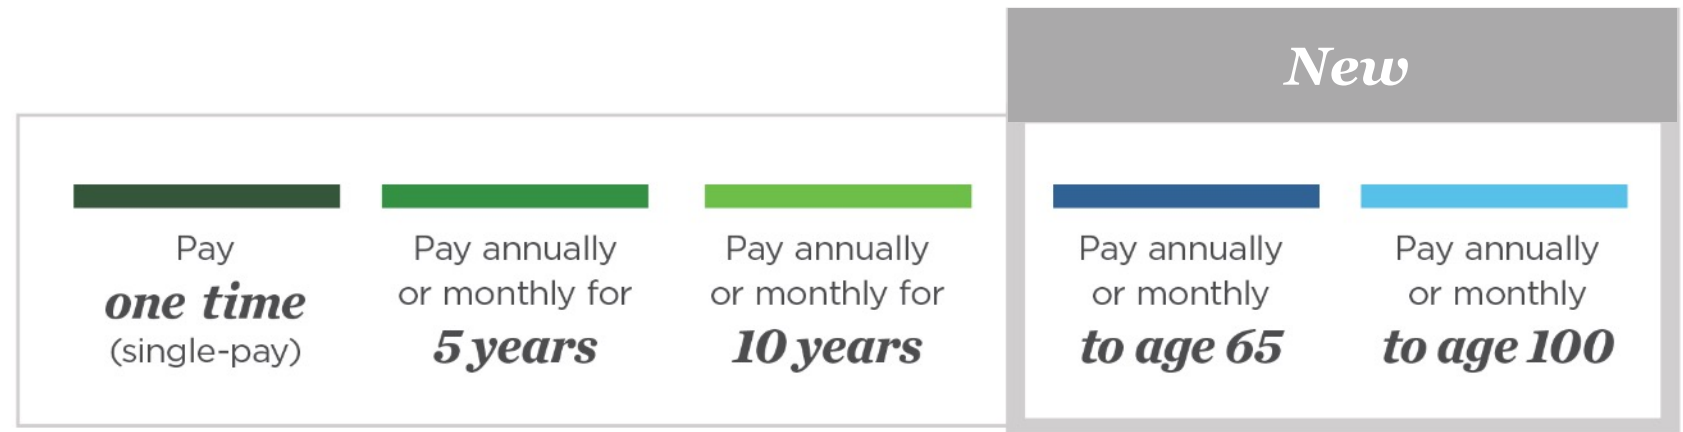 New
Pay
one time
(single-pay)
Pay annually
or monthly for
5 years
Pay annually
or monthly for
10 years
Pay annually
or monthly
to age 65
Pay annually
or monthly
to age 100